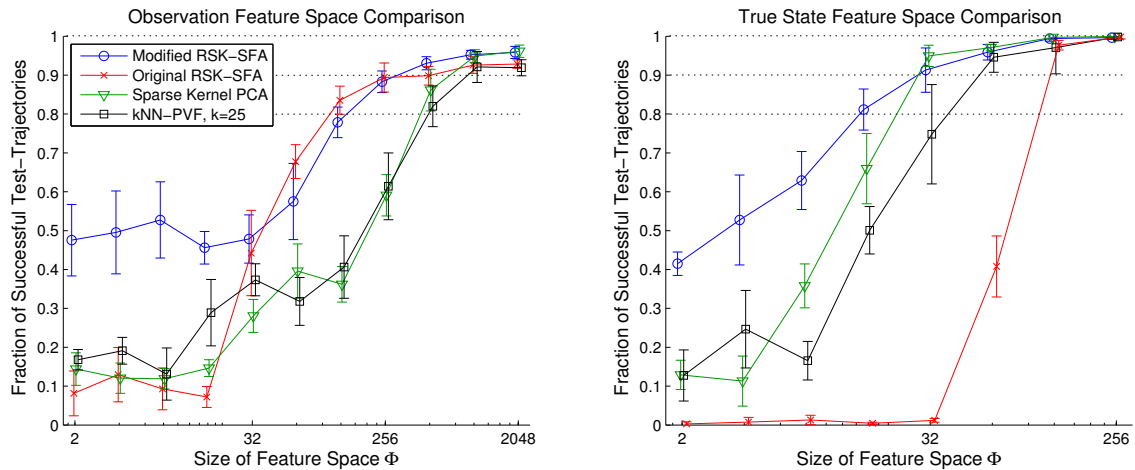 Observation Feature Space Comparison
Fraction of Successful Test−Trajectories
1
0.9
0.8
0.7
0.6
0.5
0.4
0.3
0.2
0.1
0
Modified RSK−SFA
Original RSK−SFA
Sparse Kernel PCA
kNN−PVF, k=25
2
32
256
2048
Size of Feature Space Φ
True State Feature Space Comparison
Fraction of Successful Test−Trajectories
1
0.9
0.8
0.7
0.6
0.5
0.4
0.3
0.2
0.1
0
2
32
256
Size of Feature Space Φ